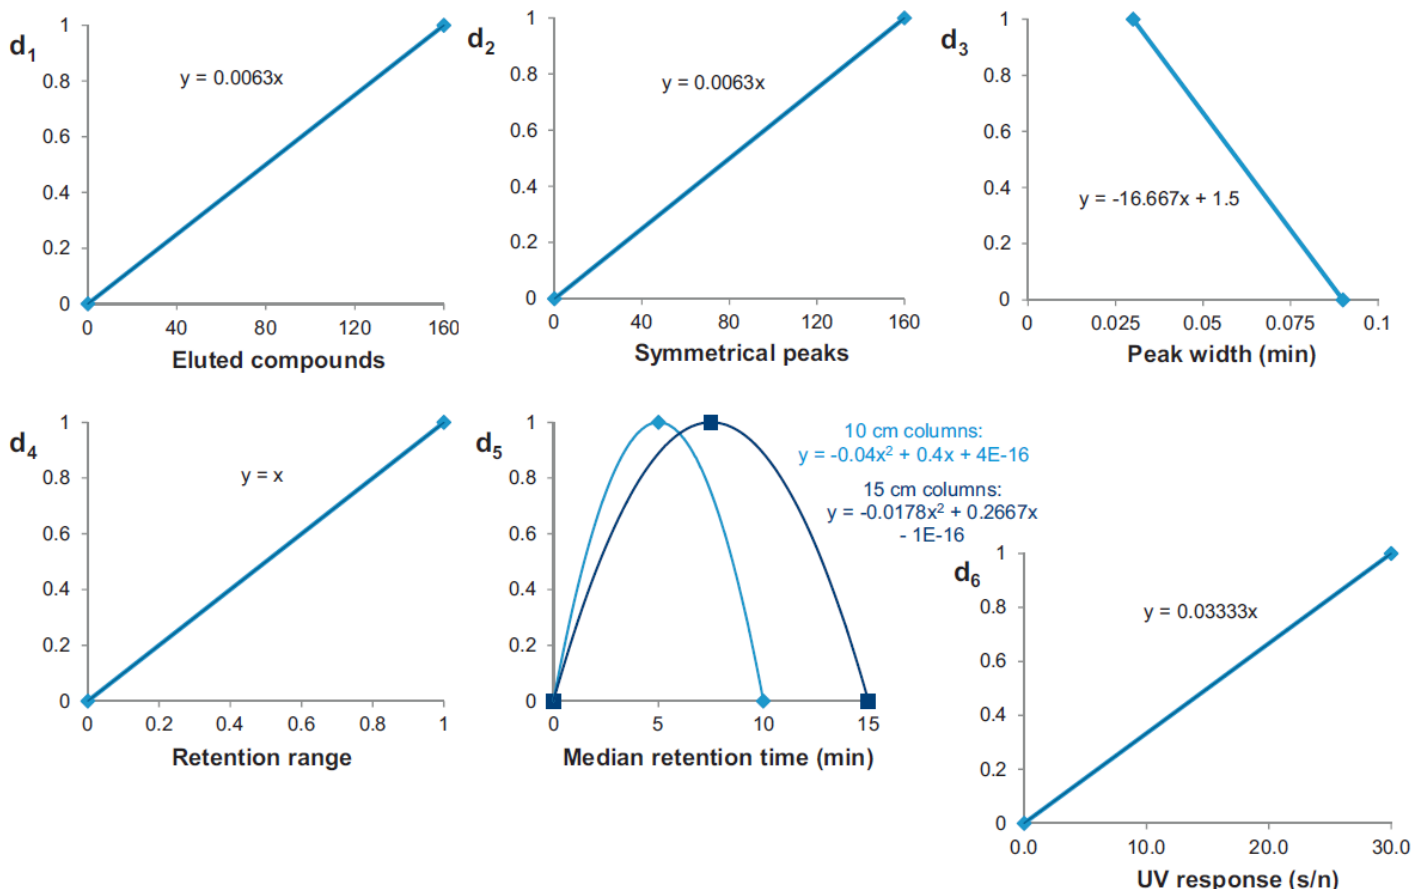 d1
1
0.8
0.6
0.4
0.2
0
y = 0.0063x
0 40 80 120 160
Eluted compounds
d2
1
0.8
0.6
0.4
0.2
0
y = 0.0063x
0 40 80 120 160
Symmetrical peaks
d3
1
0.8
0.6
0.4
0.2
0
y = -16.667x + 1.5
0 0.025 0.05 0.075 0.1
Peak width (min)
d4
1
0.8
0.6
0.4
0.2
0
y = x
0 0.2 0.4 0.6 0.8 1
Retention range
d5
1
0.8
0.6
0.4
0.2
0
10 cm columns:
y = -0.04x² + 0.4x + 4E-16
15 cm columns:
y = -0.0178x² + 0.2667x
- 1E-16
0 5 10 15
Median retention time (min)
d6
1
0.8
0.6
0.4
0.2
0
y = 0.03333x
0.0 10.0 20.0 30.0
UV response (s/n)